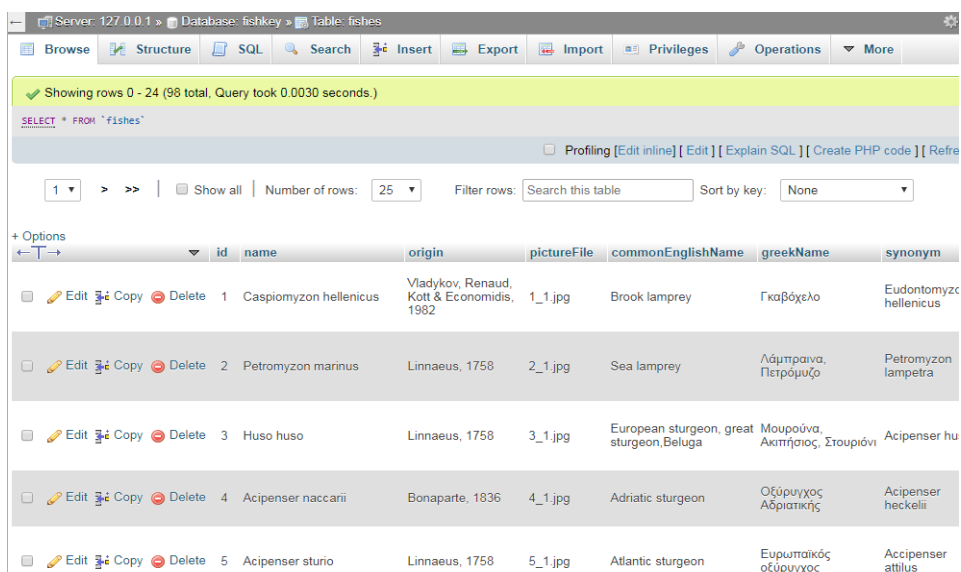 Server: 127.0.0.1 » Database: fishkey » Table: fishes
Browse Structure SQL Search Insert Export Import Privileges Operations More
Showing rows 0 - 24 (98 total, Query took 0.0030 seconds.)
SELECT * FROM `fishes`
Profiling [Edit inline] [ Edit ] [ Explain SQL ] [ Create PHP code ] [ Refre
1 > >> Show all Number of rows: 25 Filter rows: Search this table Sort by key: None
+ Options
←T→ id name origin pictureFile commonEnglishName greekName synonym
Edit Copy Delete 1 Caspiomyzon hellenicus Vladykov, Renaud, Kott & Economidis, 1982 1_1.jpg Brook lamprey Γκαβόχελο Eudontomyzo hellenicus
Edit Copy Delete 2 Petromyzon marinus Linnaeus, 1758 2_1.jpg Sea lamprey Λάμπραινα, Πετρόμυζο Petromyzon lampetra
Edit Copy Delete 3 Huso huso Linnaeus, 1758 3_1.jpg European sturgeon, great sturgeon,Beluga Μουρούνα, Ακιπήσιος, Στουριόνι Acipenser hus
Edit Copy Delete 4 Acipenser naccarii Bonaparte, 1836 4_1.jpg Adriatic sturgeon Οξύρυγχος Αδριατικής Acipenser heckelii
Edit Copy Delete 5 Acipenser sturio Linnaeus, 1758 5_1.jpg Atlantic sturgeon Ευρωπαϊκός οξύρυγχος Accipenser attilus